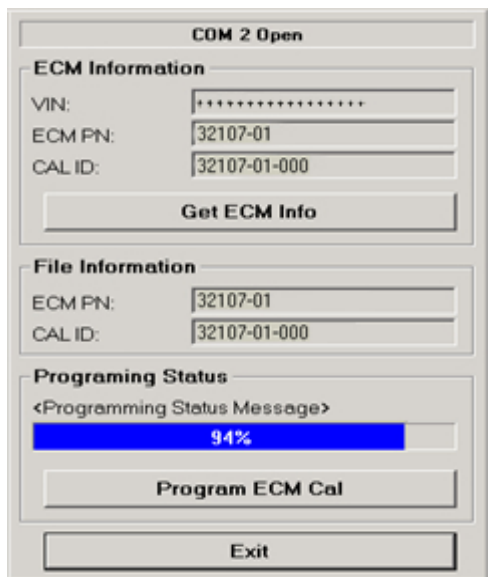 COM 2 Open
ECM Information
VIN: +++++++++++++++++
ECM PN: 32107-01
CAL ID: 32107-01-000
Get ECM Info
File Information
ECM PN: 32107-01
CAL ID: 32107-01-000
Programing Status
<Programming Status Message>
94%
Program ECM Cal
Exit